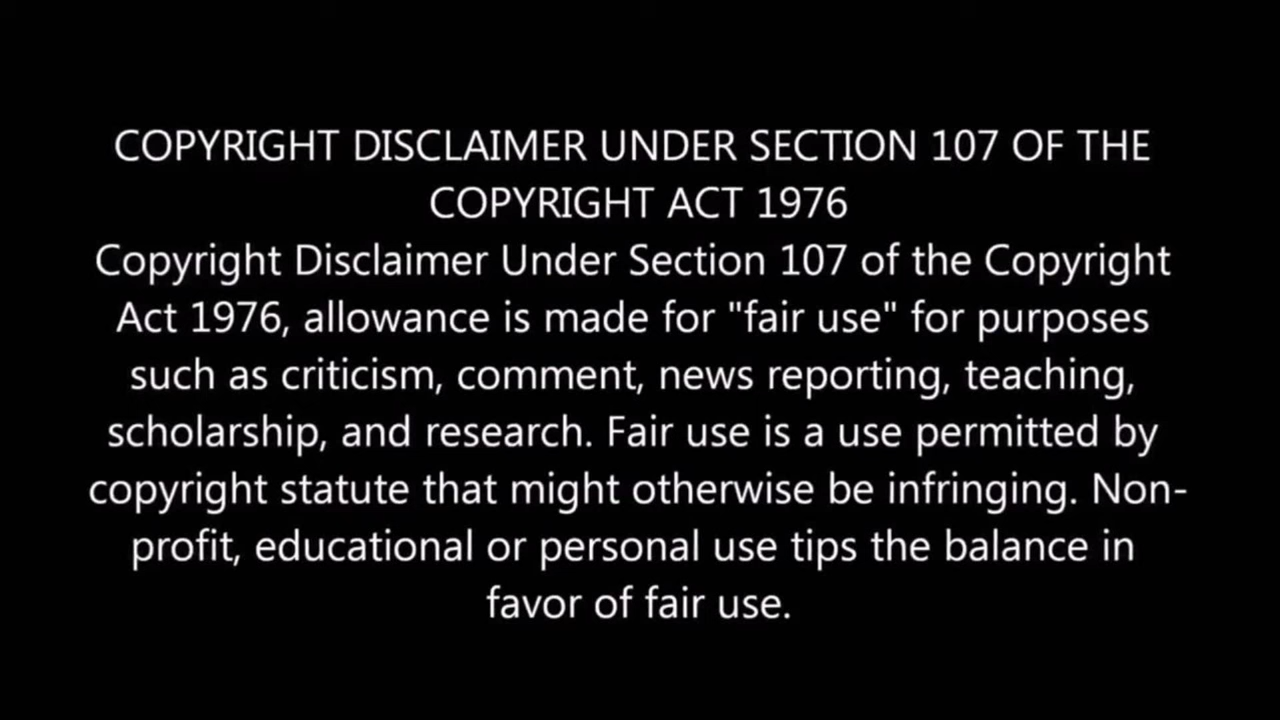 COPYRIGHT DISCLAIMER UNDER SECTION 107 OF THE
COPYRIGHT ACT 1976
Copyright Disclaimer Under Section 107 of the Copyright
Act 1976, allowance is made for "fair use" for purposes
such as criticism, comment, news reporting, teaching,
scholarship, and research. Fair use is a use permitted by
copyright statute that might otherwise be infringing. Non-
profit, educational or personal use tips the balance in
favor of fair use.